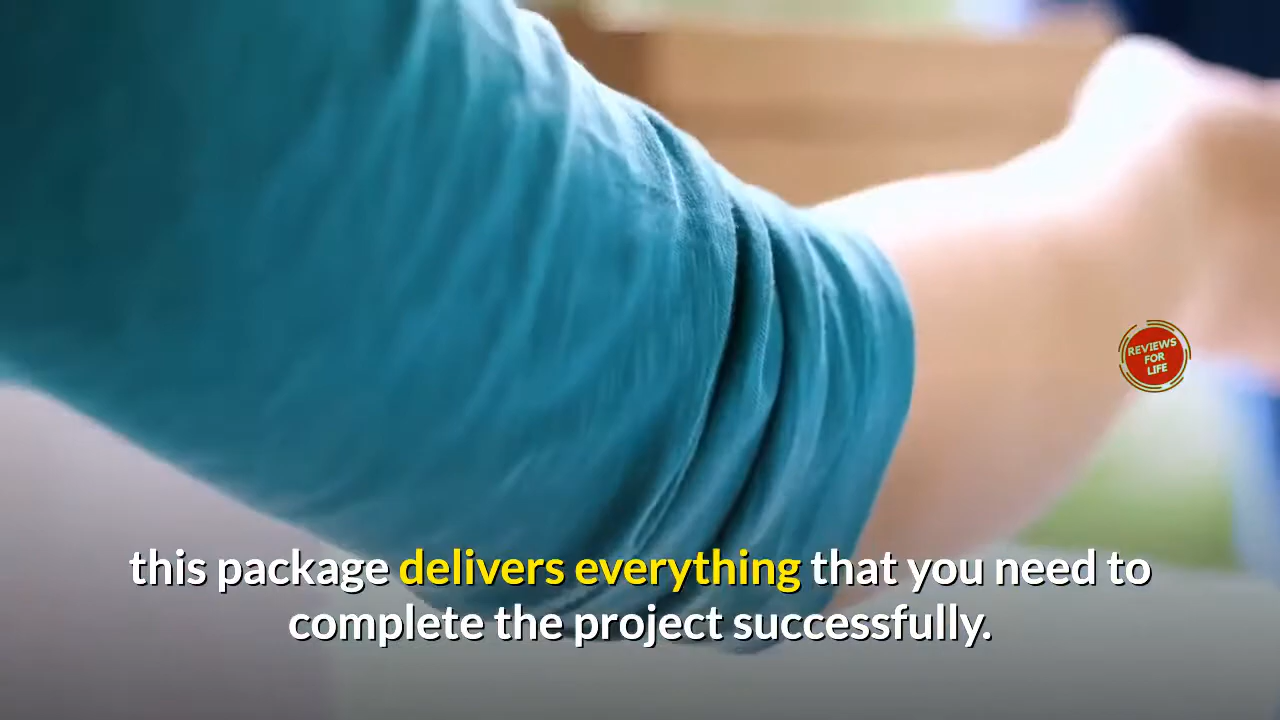 REVIEWS
FOR
LIFE
this package delivers everything that you need to
complete the project successfully.